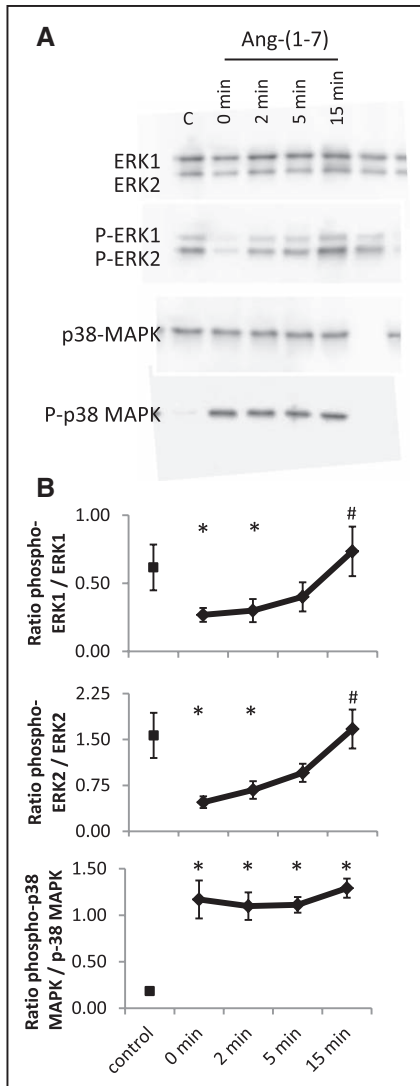 A
Ang-(1-7)
C
0 min
2 min
5 min
15 min
ERK1
ERK2
P-ERK1
P-ERK2
p38-MAPK
P-p38 MAPK
B
Ratio phospho-
ERK1 / ERK1
1.00
0.50
0.00
*
*
#
Ratio phospho-
ERK2 / ERK2
2.25
1.50
0.75
0.00
*
*
#
Ratio phospho-p38
MAPK / p-38 MAPK
1.50
1.00
0.50
0.00
*
*
*
*
control
0 min
2 min
5 min
15 min